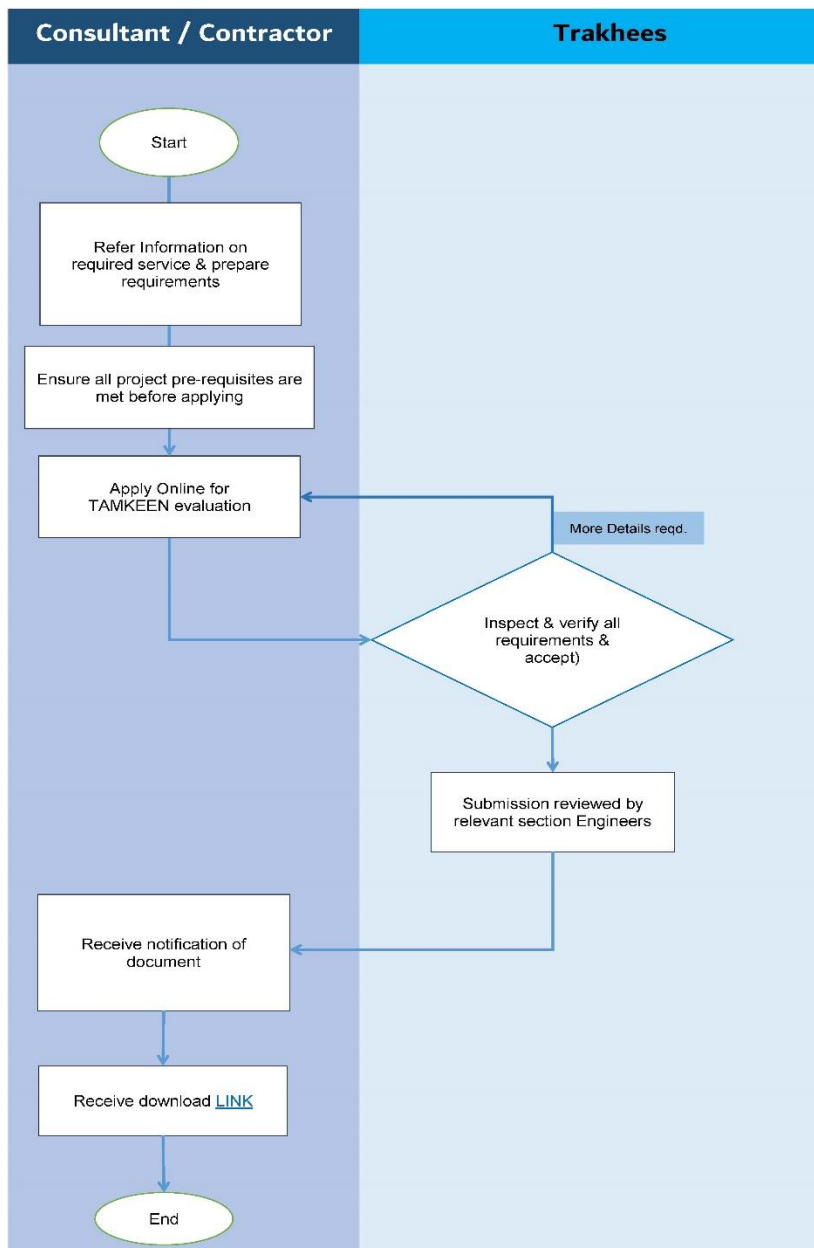 Consultant / Contractor
Trakhees
Start
Refer Information on
required service & prepare
requirements
Ensure all project pre-requisites are
met before applying
Apply Online for
TAMKEEN evaluation
More Details reqd.
Inspect & verify all
requirements &
accept)
Submission reviewed by
relevant section Engineers
Receive notification of
document
Receive download LINK
End